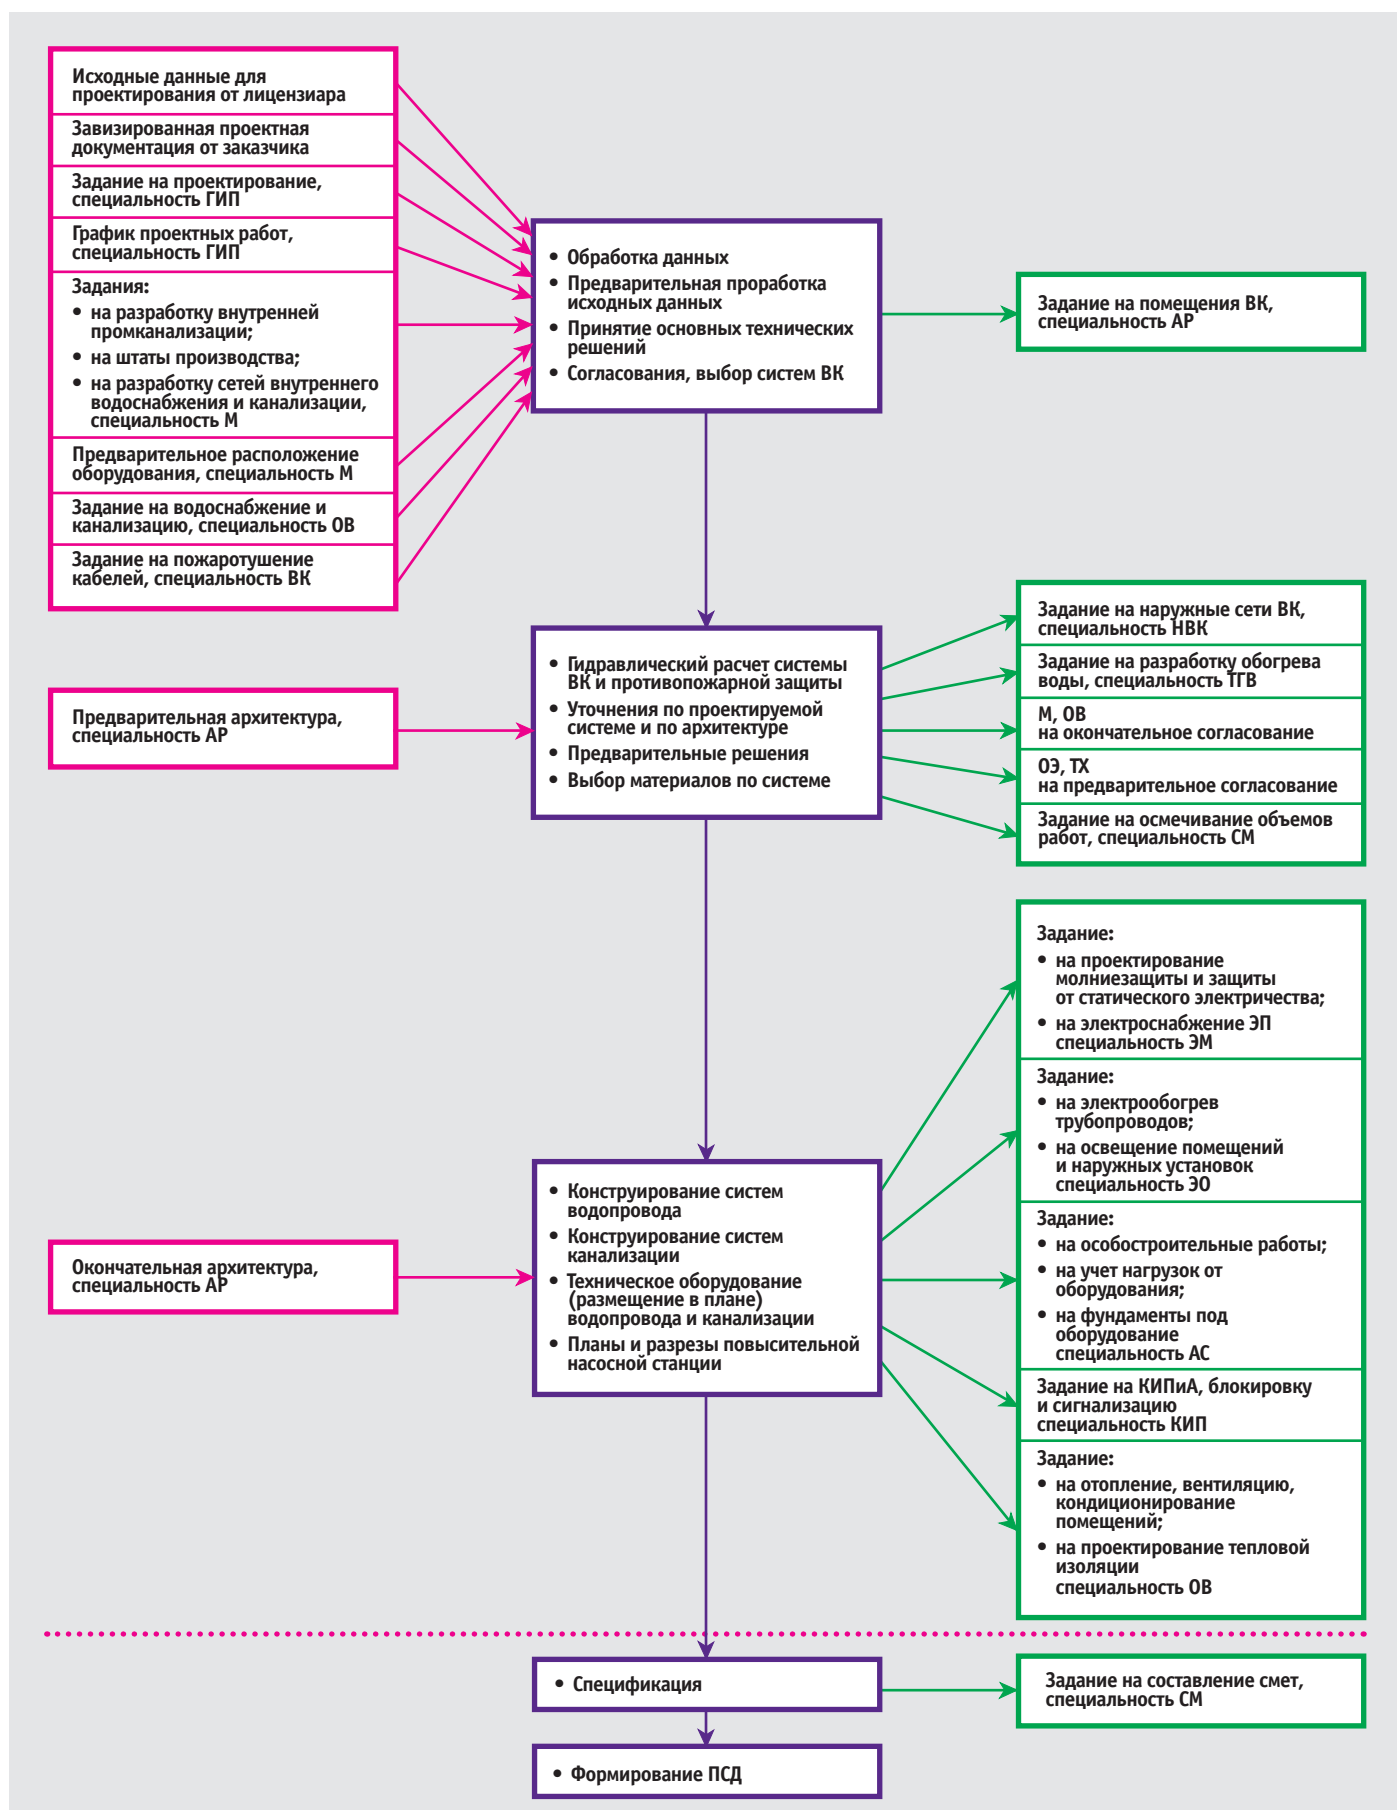 Исходные данные для
проектирования от лицензиара
Завизированная проектная
документация от заказчика
Задание на проектирование,
специальность ГИП
График проектных работ,
специальность ГИП
Задания:
• на разработку внутренней
промканализации;
• на штаты производства;
• на разработку сетей внутреннего
водоснабжения и канализации,
специальность М
Предварительное расположение
оборудования, специальность М
Задание на водоснабжение и
канализацию, специальность ОВ
Задание на пожаротушение
кабелей, специальность ВК
• Обработка данных
• Предварительная проработка
исходных данных
• Принятие основных технических
решений
• Согласования, выбор систем ВК
Задание на помещения ВК,
специальность АР
Предварительная архитектура,
специальность АР
• Гидравлический расчет системы
ВК и противопожарной защиты
• Уточнения по проектируемой
системе и по архитектуре
• Предварительные решения
• Выбор материалов по системе
Задание на наружные сети ВК,
специальность НВК
Задание на разработку обогрева
воды, специальность ТГВ
М, ОВ
на окончательное согласование
ОЭ, ТХ
на предварительное согласование
Задание на осмечивание объемов
работ, специальность СМ
Окончательная архитектура,
специальность АР
• Конструирование систем
водопровода
• Конструирование систем
канализации
• Техническое оборудование
(размещение в плане)
водопровода и канализации
• Планы и разрезы повысительной
насосной станции
Задание:
• на проектирование
молниезащиты и защиты
от статического электричества;
• на электроснабжение ЭП
специальность ЭМ
Задание:
• на электрообогрев
трубопроводов;
• на освещение помещений
и наружных установок
специальность ЭО
Задание:
• на особостроительные работы;
• на учет нагрузок от
оборудования;
• на фундаменты под
оборудование
специальность АС
Задание на КИПиА, блокировку
и сигнализацию
специальность КИП
Задание:
• на отопление, вентиляцию,
кондиционирование
помещений;
• на проектирование тепловой
изоляции
специальность ОВ
• Спецификация
Задание на составление смет,
специальность СМ
• Формирование ПСД